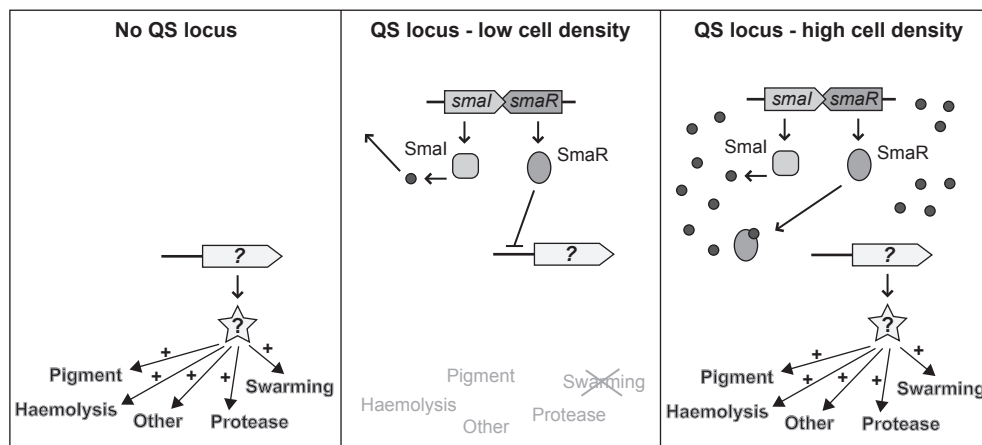 No QS locus
?
?
+
+
+
+
+
Pigment
Swarming
Haemolysis
Other
Protease
QS locus - low cell density
smaI
smaR
SmaI
SmaR
?
Pigment
Swarming
Haemolysis
Protease
Other
QS locus - high cell density
smaI
smaR
SmaI
SmaR
?
?
+
+
+
+
+
Pigment
Swarming
Haemolysis
Other
Protease